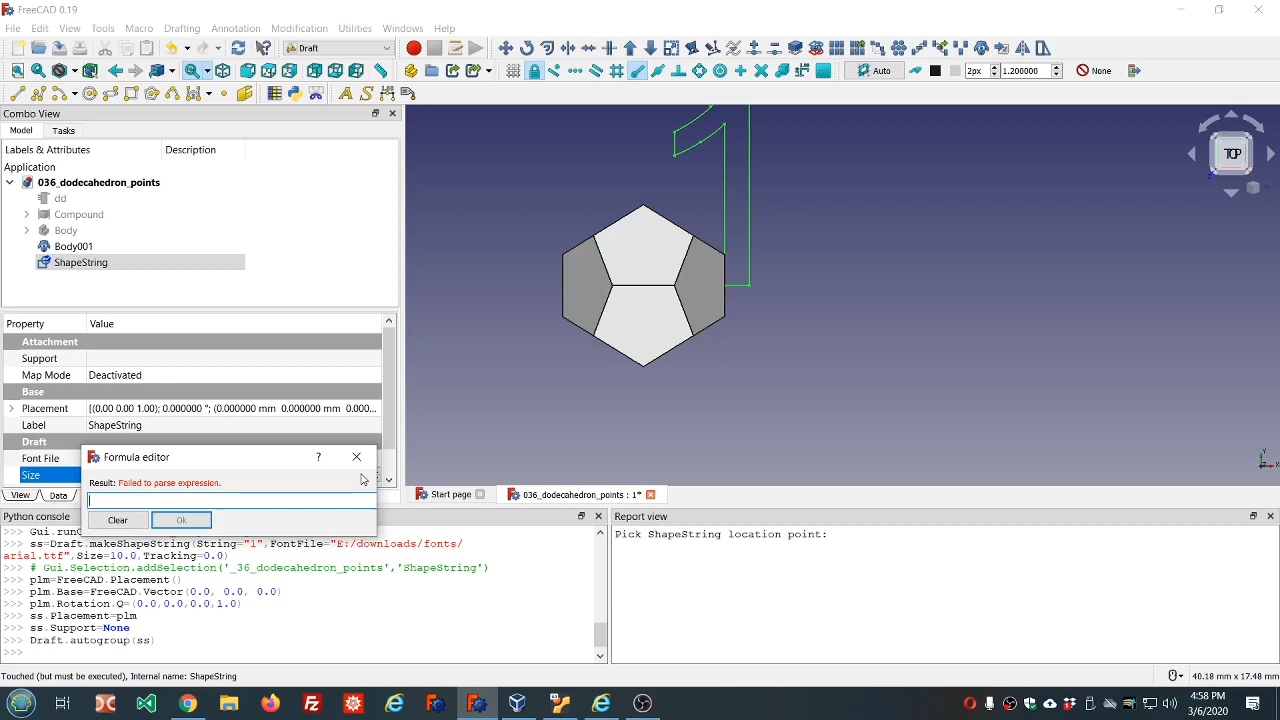 FreeCAD 0.19
File Edit View Tools Macro Drafting Annotation Modification Utilities Windows Help
Draft
Auto
2px
1.200000
None
Combo View
Model Tasks
Labels & Attributes Description
Application
036_dodecahedron_points
dd
Compound
Body
Body001
ShapeString
Property Value
Attachment
Support
Map Mode Deactivated
Base
Placement [(0.00 0.00 1.00); 0.000000 °; (0.000000 mm 0.000000 mm 0.000...
Label ShapeString
Draft
Font File
Size
Formula editor
?
Result: Failed to parse expression.
Clear Ok
View Data
TOP
Start page 036_dodecahedron_points : 1*
Python console
>>> ss=Draft.makeShapeString(String="1",FontFile="E:/downloads/fonts/
arial.ttf",Size=10.0,Tracking=0.0)
>>> # Gui.Selection.addSelection('_36_dodecahedron_points','ShapeString')
>>> plm=FreeCAD.Placement()
>>> plm.Base=FreeCAD.Vector(0.0, 0.0, 0.0)
>>> plm.Rotation.Q=(0.0,0.0,0.0,1.0)
>>> ss.Placement=plm
>>> ss.Support=None
>>> Draft.autogroup(ss)
>>>
Report view
Pick ShapeString location point:
Touched (but must be executed), Internal name: ShapeString
40.18 mm x 17.48 mm
4:58 PM
3/6/2020